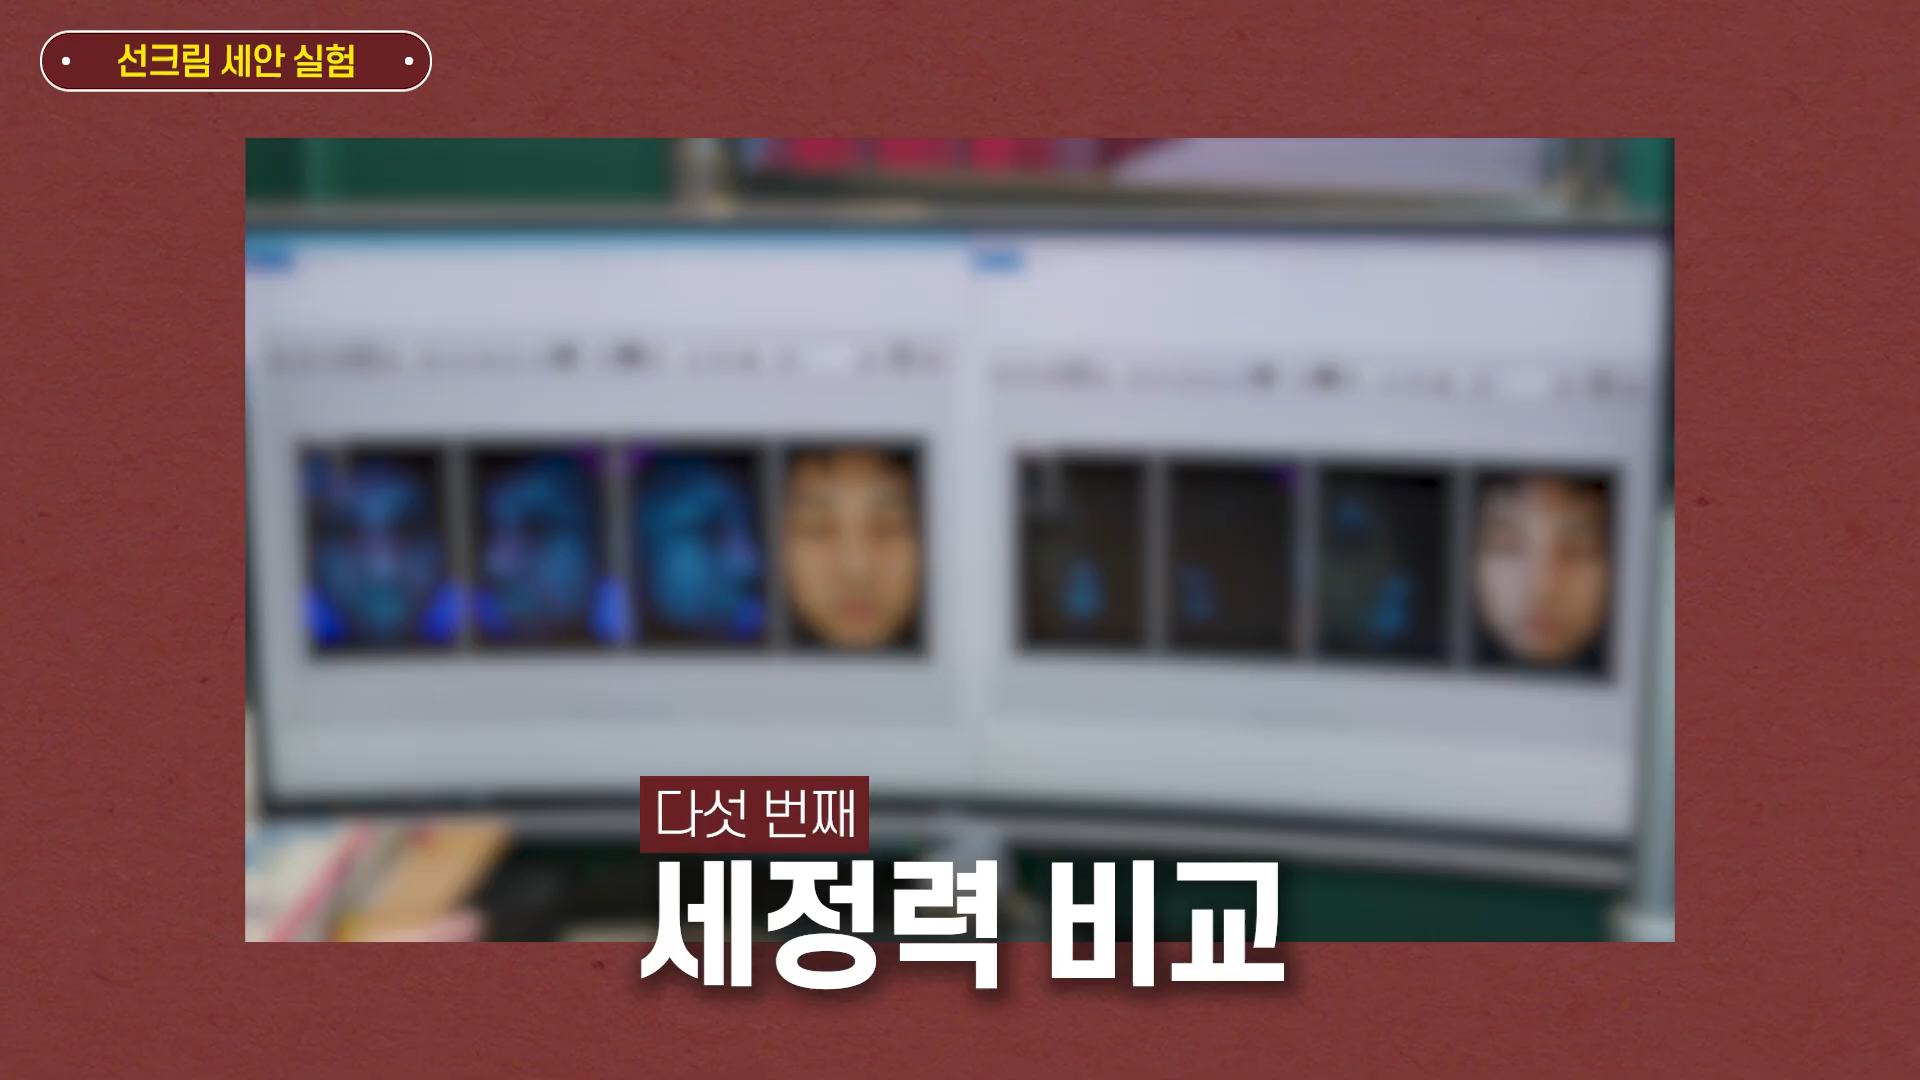 선크림 세안 실험
다섯 번째
세정력 비교